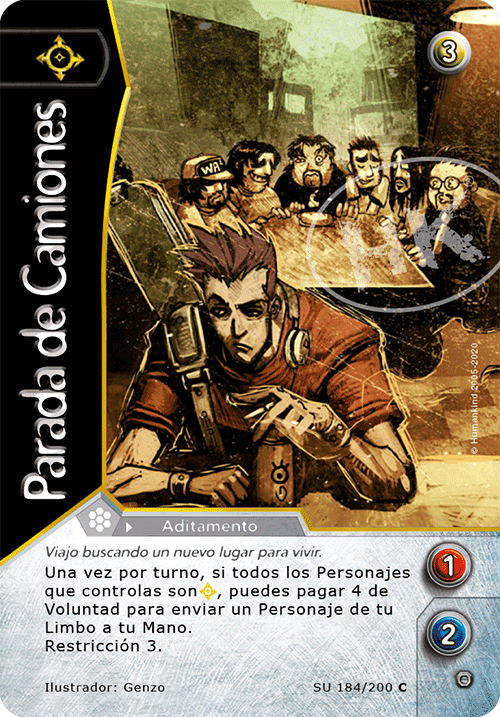 3
Parada de Camiones
WAR
HK
© Humankind 2005-2020
Aditamento
Viajo buscando un nuevo lugar para vivir.
Una vez por turno, si todos los Personajes
que controlas son , puedes pagar 4 de
Voluntad para enviar un Personaje de tu
Limbo a tu Mano.
Restricción 3.
1
2
Ilustrador: Genzo
SU 184/200 C